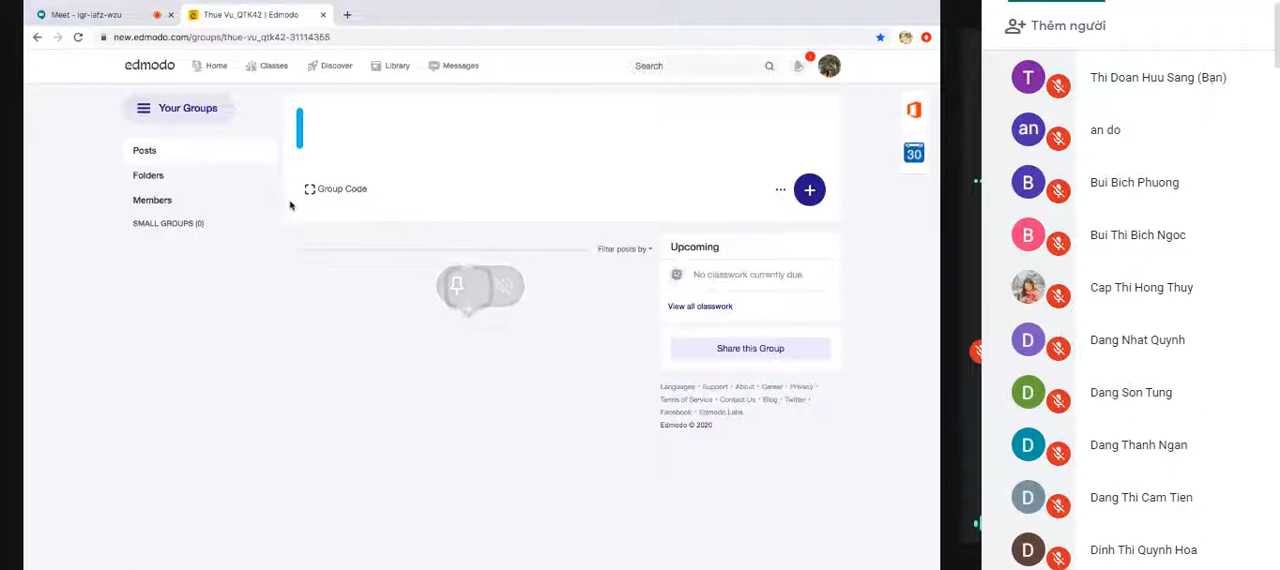 Meet - igr-iafz-wzu
Thue Vu_QTK42 | Edmodo
new.edmodo.com/groups/thue-vu_qtk42-31114355
edmodo
Home
Classes
Discover
Library
Messages
Search
Your Groups
Posts
Folders
Members
SMALL GROUPS (0)
Group Code
Filter posts by
Upcoming
No classwork currently due.
View all classwork
Share this Group
Languages · Support · About · Career · Privacy ·
Terms of Service · Contact Us · Blog · Twitter ·
Facebook · Edmodo Labs
Edmodo © 2020
30
Thêm người
T
Thi Doan Huu Sang (Bạn)
an
an do
B
Bui Bich Phuong
B
Bui Thi Bich Ngoc
Cap Thi Hong Thuy
D
Dang Nhat Quynh
D
Dang Son Tung
D
Dang Thanh Ngan
D
Dang Thi Cam Tien
D
Dinh Thi Quynh Hoa